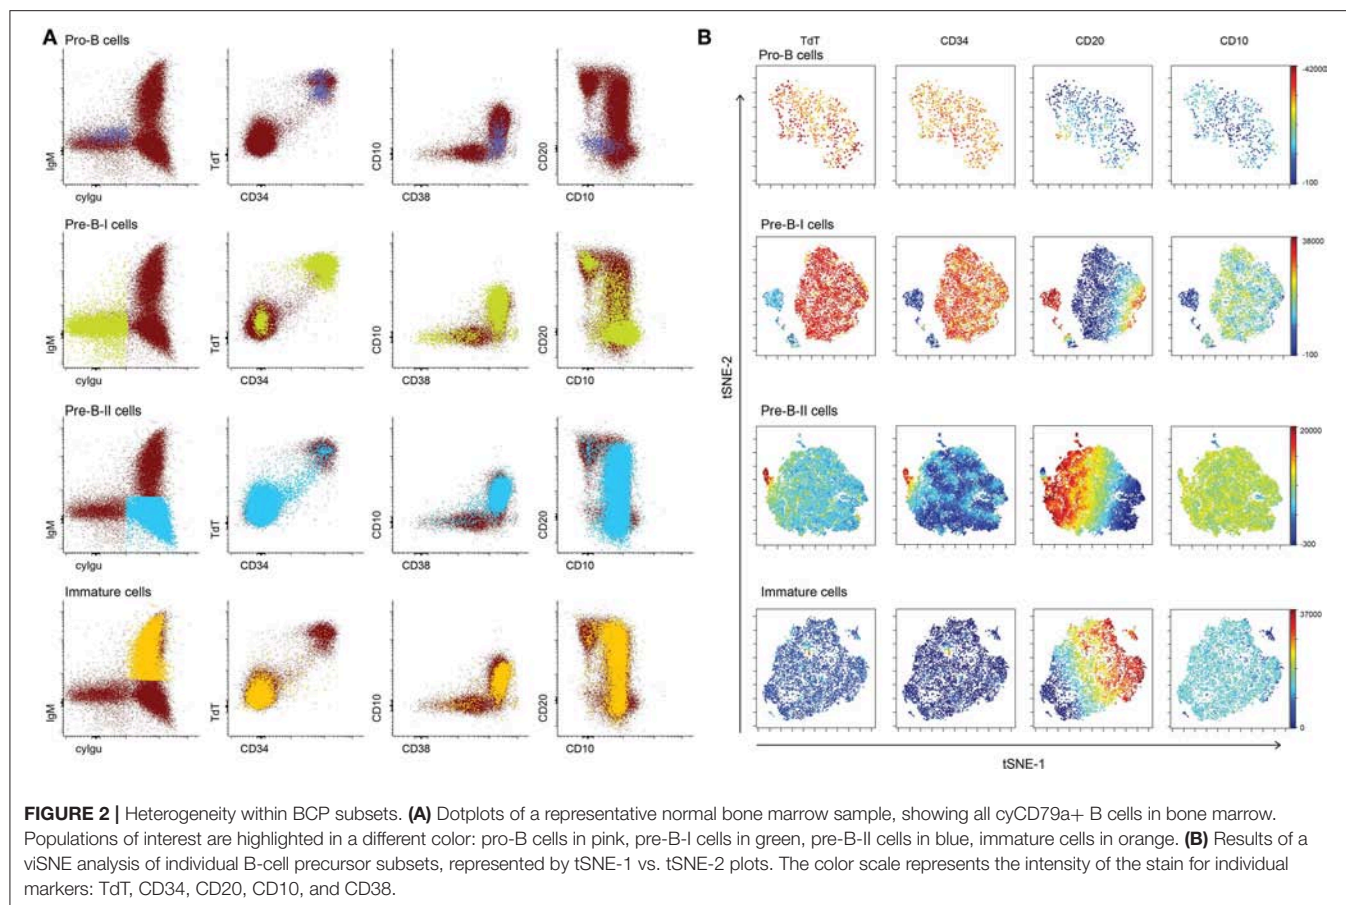 A
Pro-B cells
IgM
cyIgu
TdT
CD34
CD10
CD38
CD20
CD10
Pre-B-I cells
IgM
cyIgu
TdT
CD34
CD10
CD38
CD20
CD10
Pre-B-II cells
IgM
cyIgu
TdT
CD34
CD10
CD38
CD20
CD10
Immature cells
IgM
cyIgu
TdT
CD34
CD10
CD38
CD20
CD10
B
TdT CD34 CD20 CD10
Pro-B cells
-42000
-100
Pre-B-I cells
38000
-100
Pre-B-II cells
20000
-300
Immature cells
37000
0
tSNE-2
tSNE-1
FIGURE 2 | Heterogeneity within BCP subsets. (A) Dotplots of a representative normal bone marrow sample, showing all cyCD79a+ B cells in bone marrow.
Populations of interest are highlighted in a different color: pro-B cells in pink, pre-B-I cells in green, pre-B-II cells in blue, immature cells in orange. (B) Results of a
viSNE analysis of individual B-cell precursor subsets, represented by tSNE-1 vs. tSNE-2 plots. The color scale represents the intensity of the stain for individual
markers: TdT, CD34, CD20, CD10, and CD38.